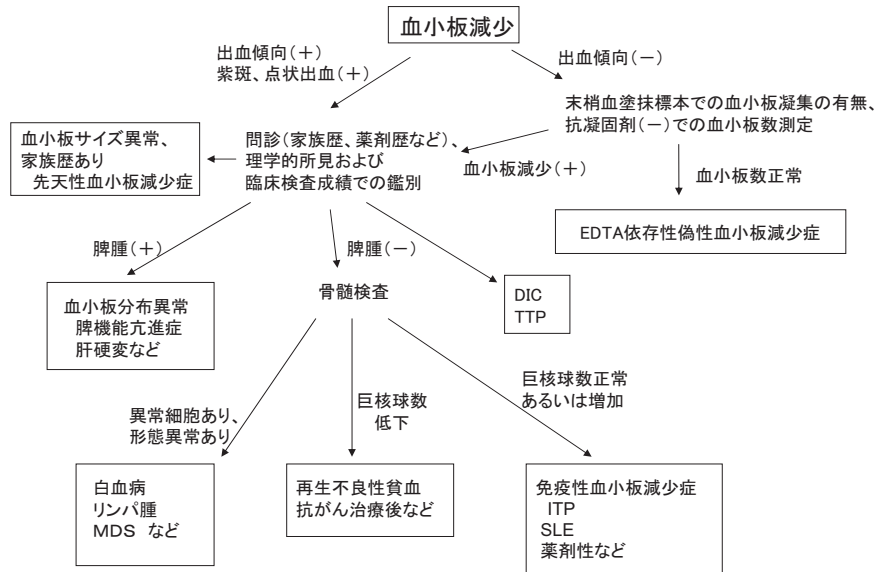 血小板減少
出血傾向(＋)
紫斑、点状出血(＋)
出血傾向(－)
末梢血塗抹標本での血小板凝集の有無、
抗凝固剤(－)での血小板数測定
血小板サイズ異常、
家族歴あり
先天性血小板減少症
問診(家族歴、薬剤歴など)、
理学的所見および
臨床検査成績での鑑別
血小板減少(＋)
血小板数正常
EDTA依存性偽性血小板減少症
脾腫(＋)
脾腫(－)
血小板分布異常
脾機能亢進症
肝硬変など
骨髄検査
DIC
TTP
異常細胞あり、
形態異常あり
巨核球数
低下
巨核球数正常
あるいは増加
白血病
リンパ腫
MDS など
再生不良性貧血
抗がん治療後など
免疫性血小板減少症
ITP
SLE
薬剤性など